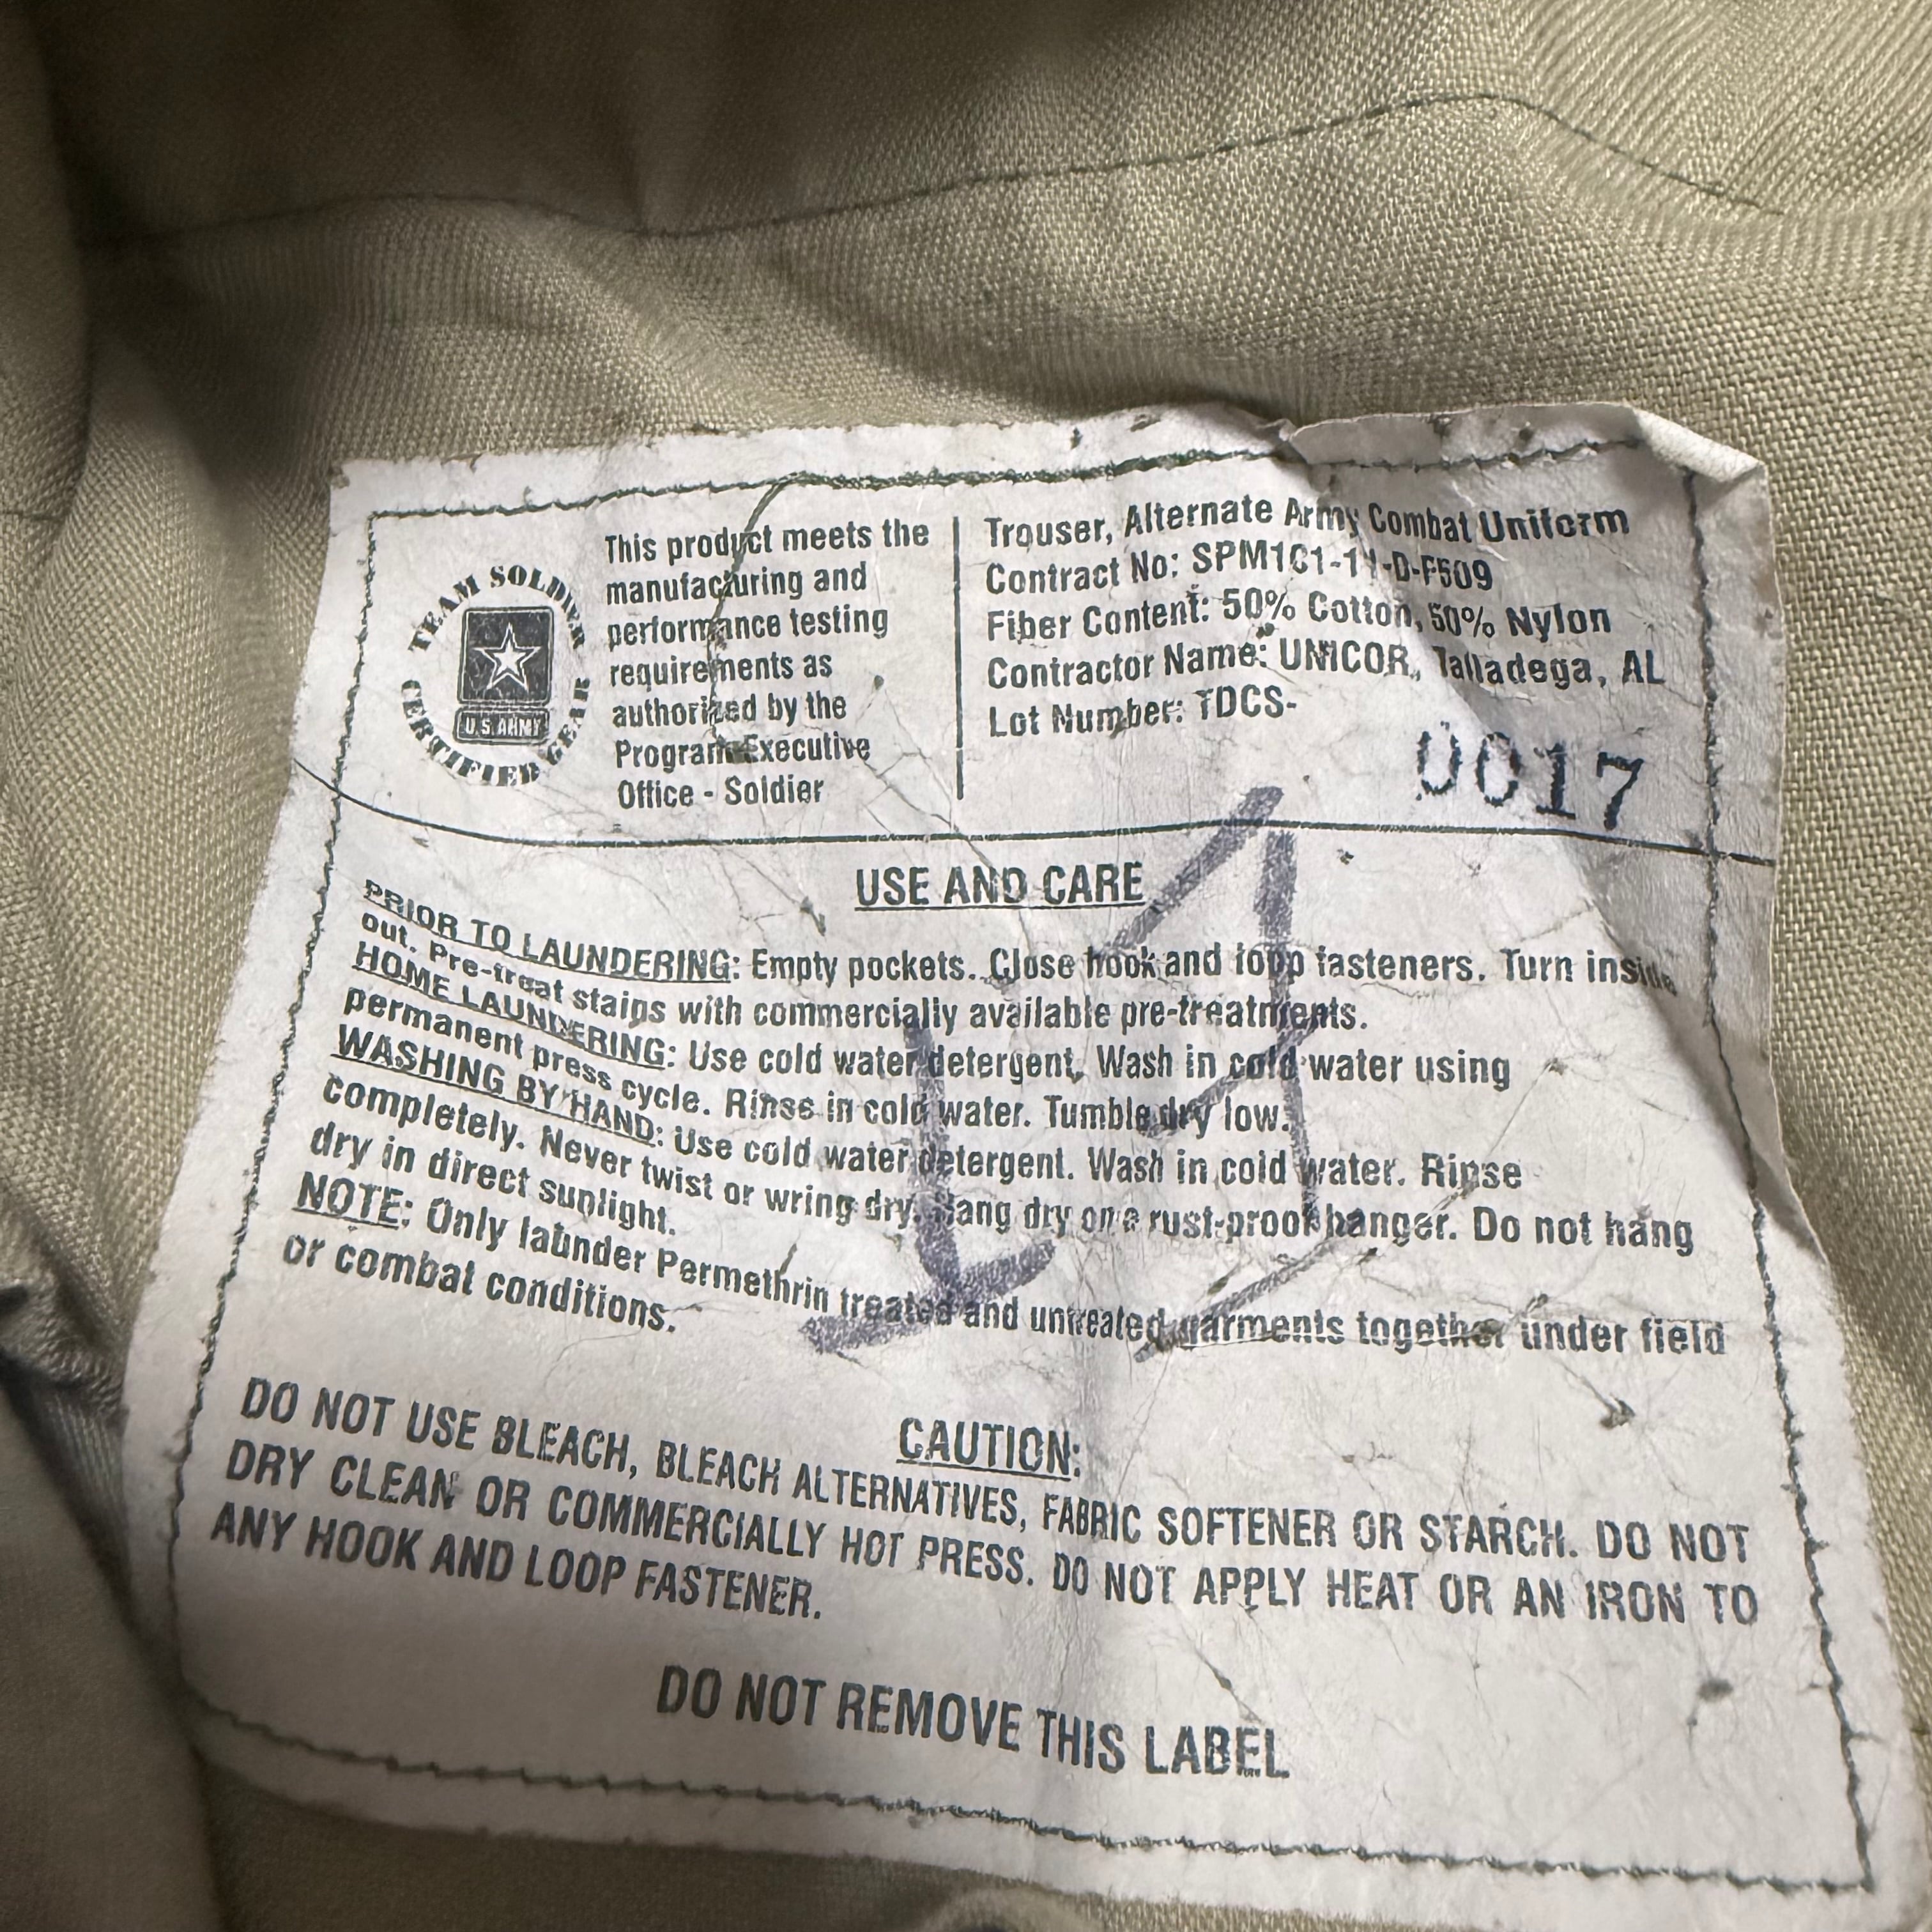 TEAM SOLDIER
U.S. ARMY
CERTIFIED GEAR
This product meets the
manufacturing and
performance testing
requirements as
authorized by the
Program Executive
Office - Soldier
Trouser, Alternate Army Combat Uniform
Contract No: SPM1C1-11-D-F509
Fiber Content: 50% Cotton, 50% Nylon
Contractor Name: UNICOR, Talladega, AL
Lot Number: TDCS-
0017
USE AND CARE
PRIOR TO LAUNDERING: Empty pockets. Close hook and loop fasteners. Turn inside
out. Pre-treat stains with commercially available pre-treatments.
HOME LAUNDERING: Use cold water detergent. Wash in cold water using
permanent press cycle. Rinse in cold water. Tumble dry low.
WASHING BY HAND: Use cold water detergent. Wash in cold water. Rinse
completely. Never twist or wring dry. Hang dry on a rust-proof hanger. Do not hang
dry in direct sunlight.
NOTE: Only launder Permethrin treated and untreated garments together under field
or combat conditions.
CAUTION:
DO NOT USE BLEACH, BLEACH ALTERNATIVES, FABRIC SOFTENER OR STARCH. DO NOT
DRY CLEAN OR COMMERCIALLY HOT PRESS. DO NOT APPLY HEAT OR AN IRON TO
ANY HOOK AND LOOP FASTENER.
DO NOT REMOVE THIS LABEL